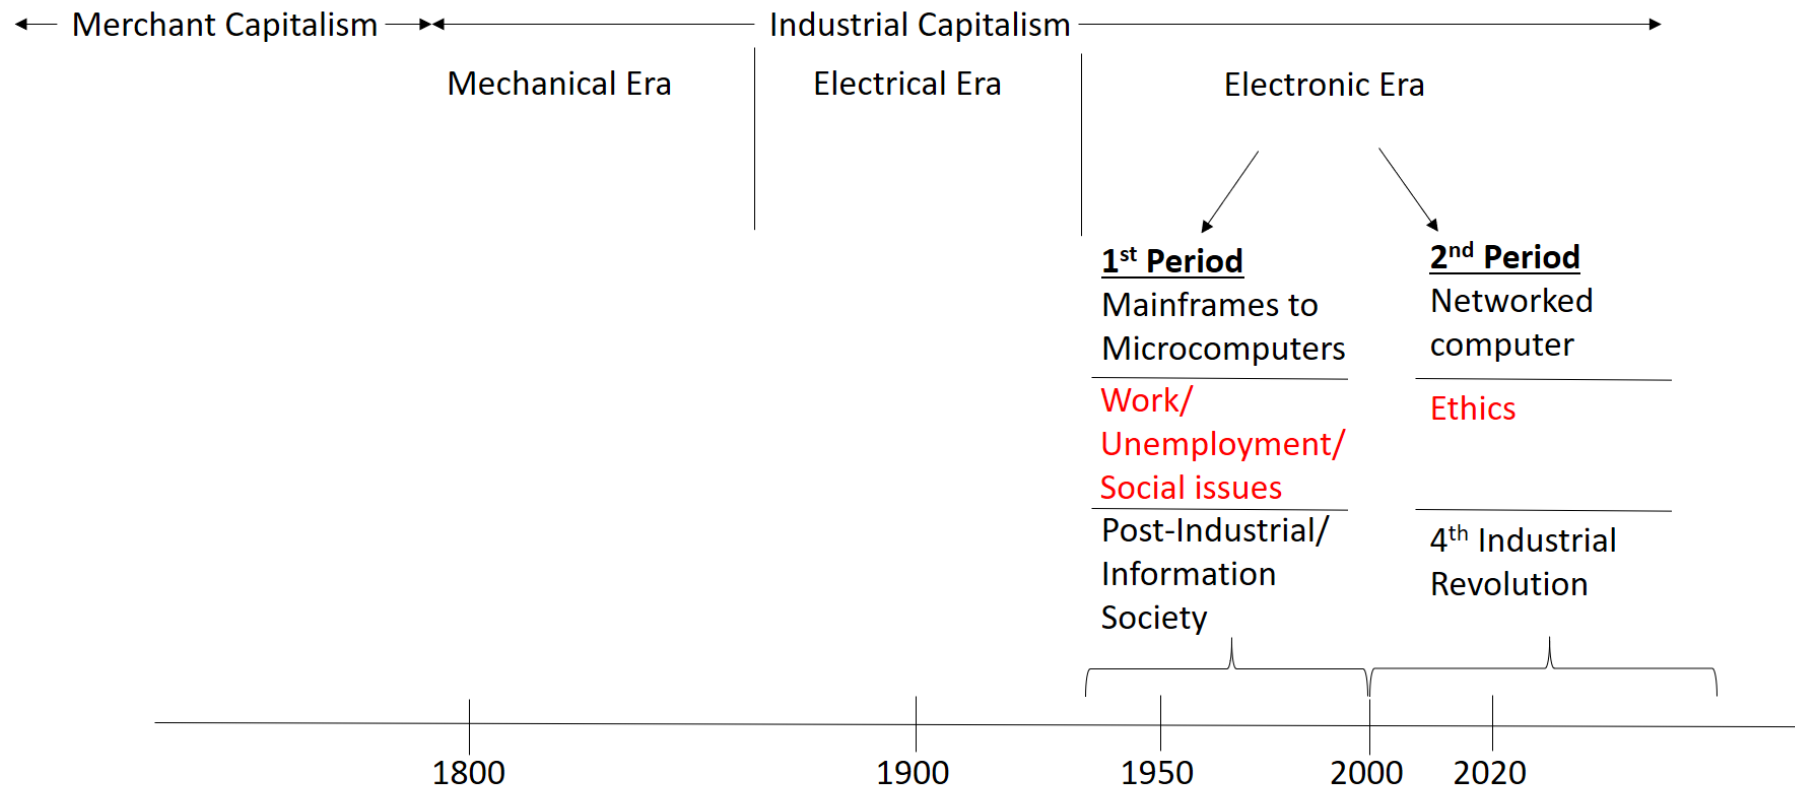 Merchant Capitalism
Industrial Capitalism
Mechanical Era
Electrical Era
Electronic Era
1st Period
Mainframes to
Microcomputers
Work/
Unemployment/
Social issues
Post-Industrial/
Information
Society
2nd Period
Networked
computer
Ethics
4th Industrial
Revolution
1800
1900
1950
2000
2020